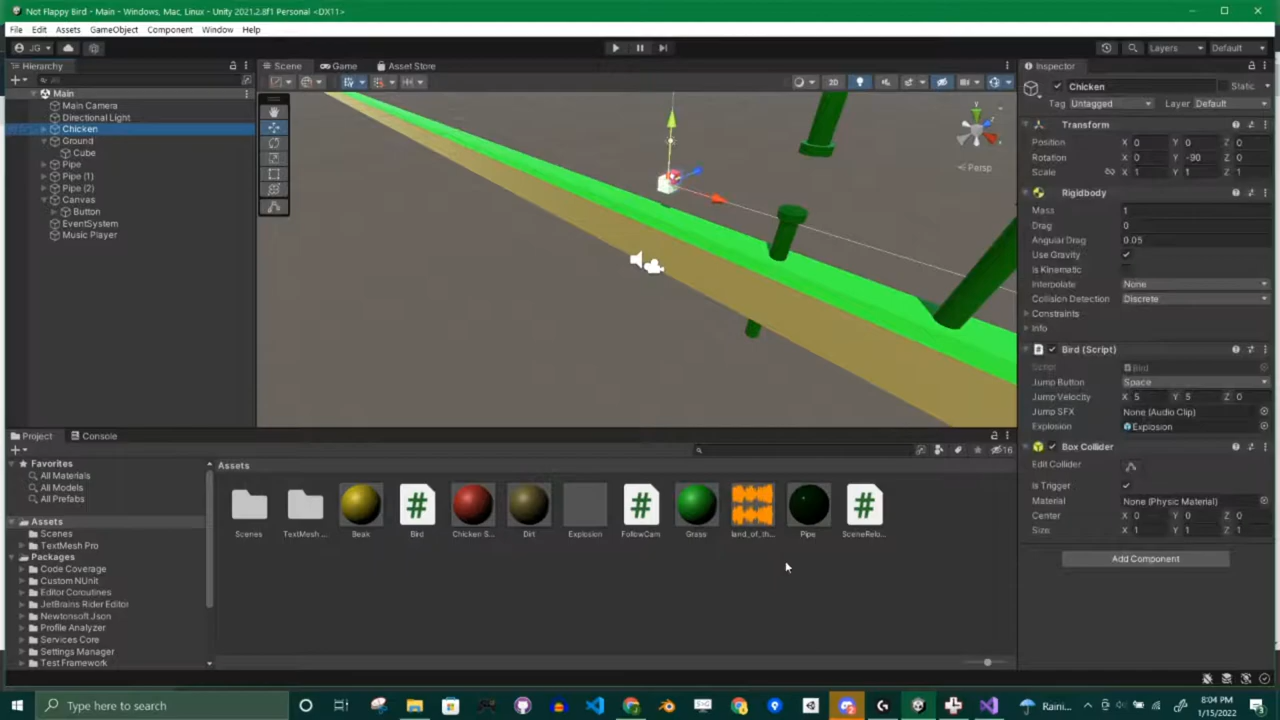 Not Flappy Bird - Main - Windows, Mac, Linux - Unity 2021.2.8f1 Personal <DX11>
File Edit Assets GameObject Component Window Help
JG Layers Default
Hierarchy
All
Main
Main Camera
Directional Light
Chicken
Ground
Cube
Pipe
Pipe (1)
Pipe (2)
Canvas
Button
EventSystem
Music Player
Scene Game Asset Store
2D
y
Persp
Inspector
Chicken Static
Tag Untagged Layer Default
Transform
Position X 0 Y 0 Z 0
Rotation X 0 Y -90 Z 0
Scale X 1 Y 1 Z 1
Rigidbody
Mass 1
Drag 0
Angular Drag 0.05
Use Gravity
Is Kinematic
Interpolate None
Collision Detection Discrete
Constraints
Info
# Bird (Script)
Script Bird
Jump Button Space
Jump Velocity X 5 Y 5 Z 0
Jump SFX None (Audio Clip)
Explosion Explosion
Box Collider
Edit Collider
Is Trigger
Material None (Physic Material)
Center X 0 Y 0 Z 0
Size X 1 Y 1 Z 1
Add Component
Project Console
16
Favorites
All Materials
All Models
All Prefabs
Assets
Scenes
TextMesh Pro
Packages
Code Coverage
Custom NUnit
Editor Coroutines
JetBrains Rider Editor
Newtonsoft Json
Profile Analyzer
Services Core
Settings Manager
Test Framework
Assets
# # #
Scenes TextMesh ... Beak Bird Chicken S... Dirt Explosion FollowCam Grass land_of_th... Pipe SceneRelo...
Type here to search
Raini...
8:04 PM
1/15/2022